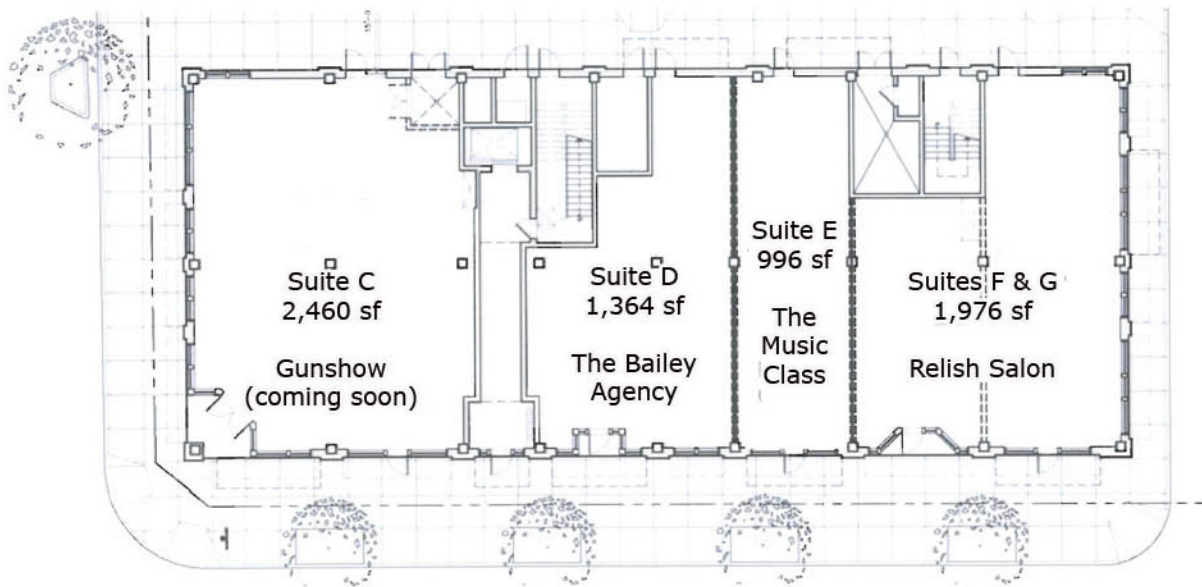 Suite C
2,460 sf
Gunshow
(coming soon)
Suite D
1,364 sf
The Bailey
Agency
Suite E
996 sf
The
Music
Class
Suites F & G
1,976 sf
Relish Salon